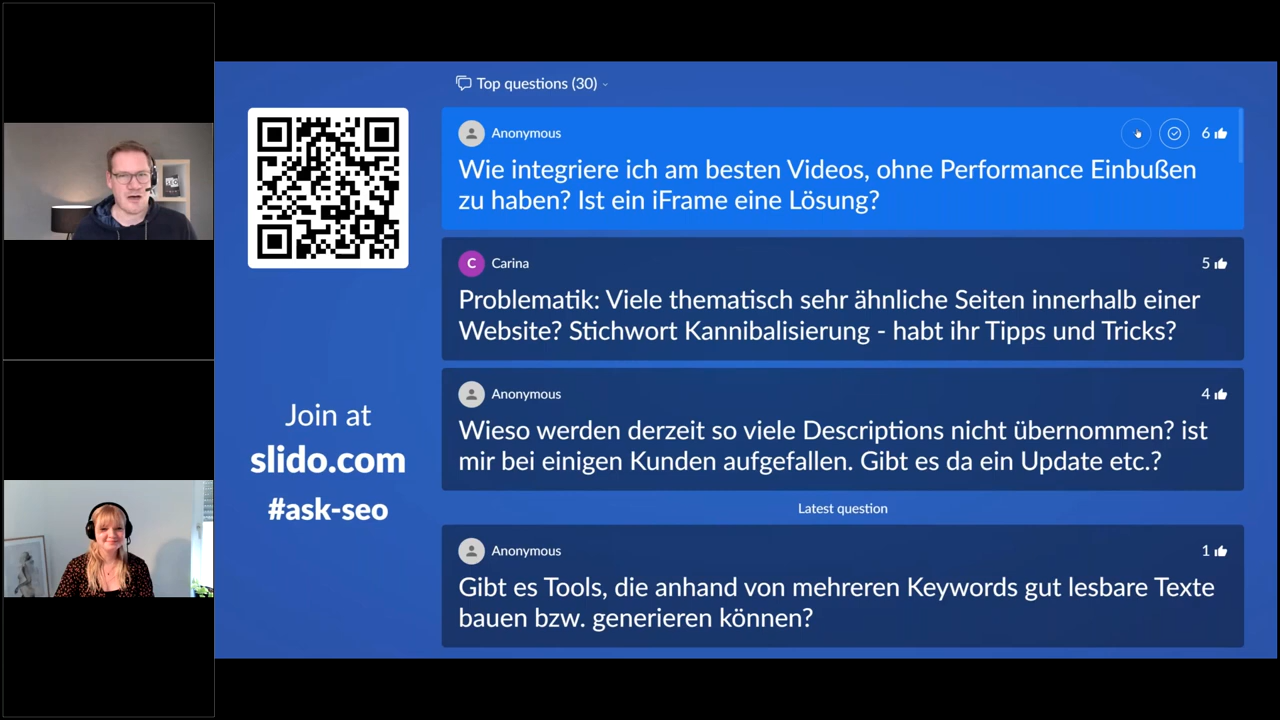 Top questions (30)
Anonymous
6
Wie integriere ich am besten Videos, ohne Performance Einbußen
zu haben? Ist ein iFrame eine Lösung?
C
Carina
5
Problematik: Viele thematisch sehr ähnliche Seiten innerhalb einer
Website? Stichwort Kannibalisierung - habt ihr Tipps und Tricks?
Anonymous
4
Wieso werden derzeit so viele Descriptions nicht übernommen? ist
mir bei einigen Kunden aufgefallen. Gibt es da ein Update etc.?
Latest question
Anonymous
1
Gibt es Tools, die anhand von mehreren Keywords gut lesbare Texte
bauen bzw. generieren können?
Join at
slido.com
#ask-seo